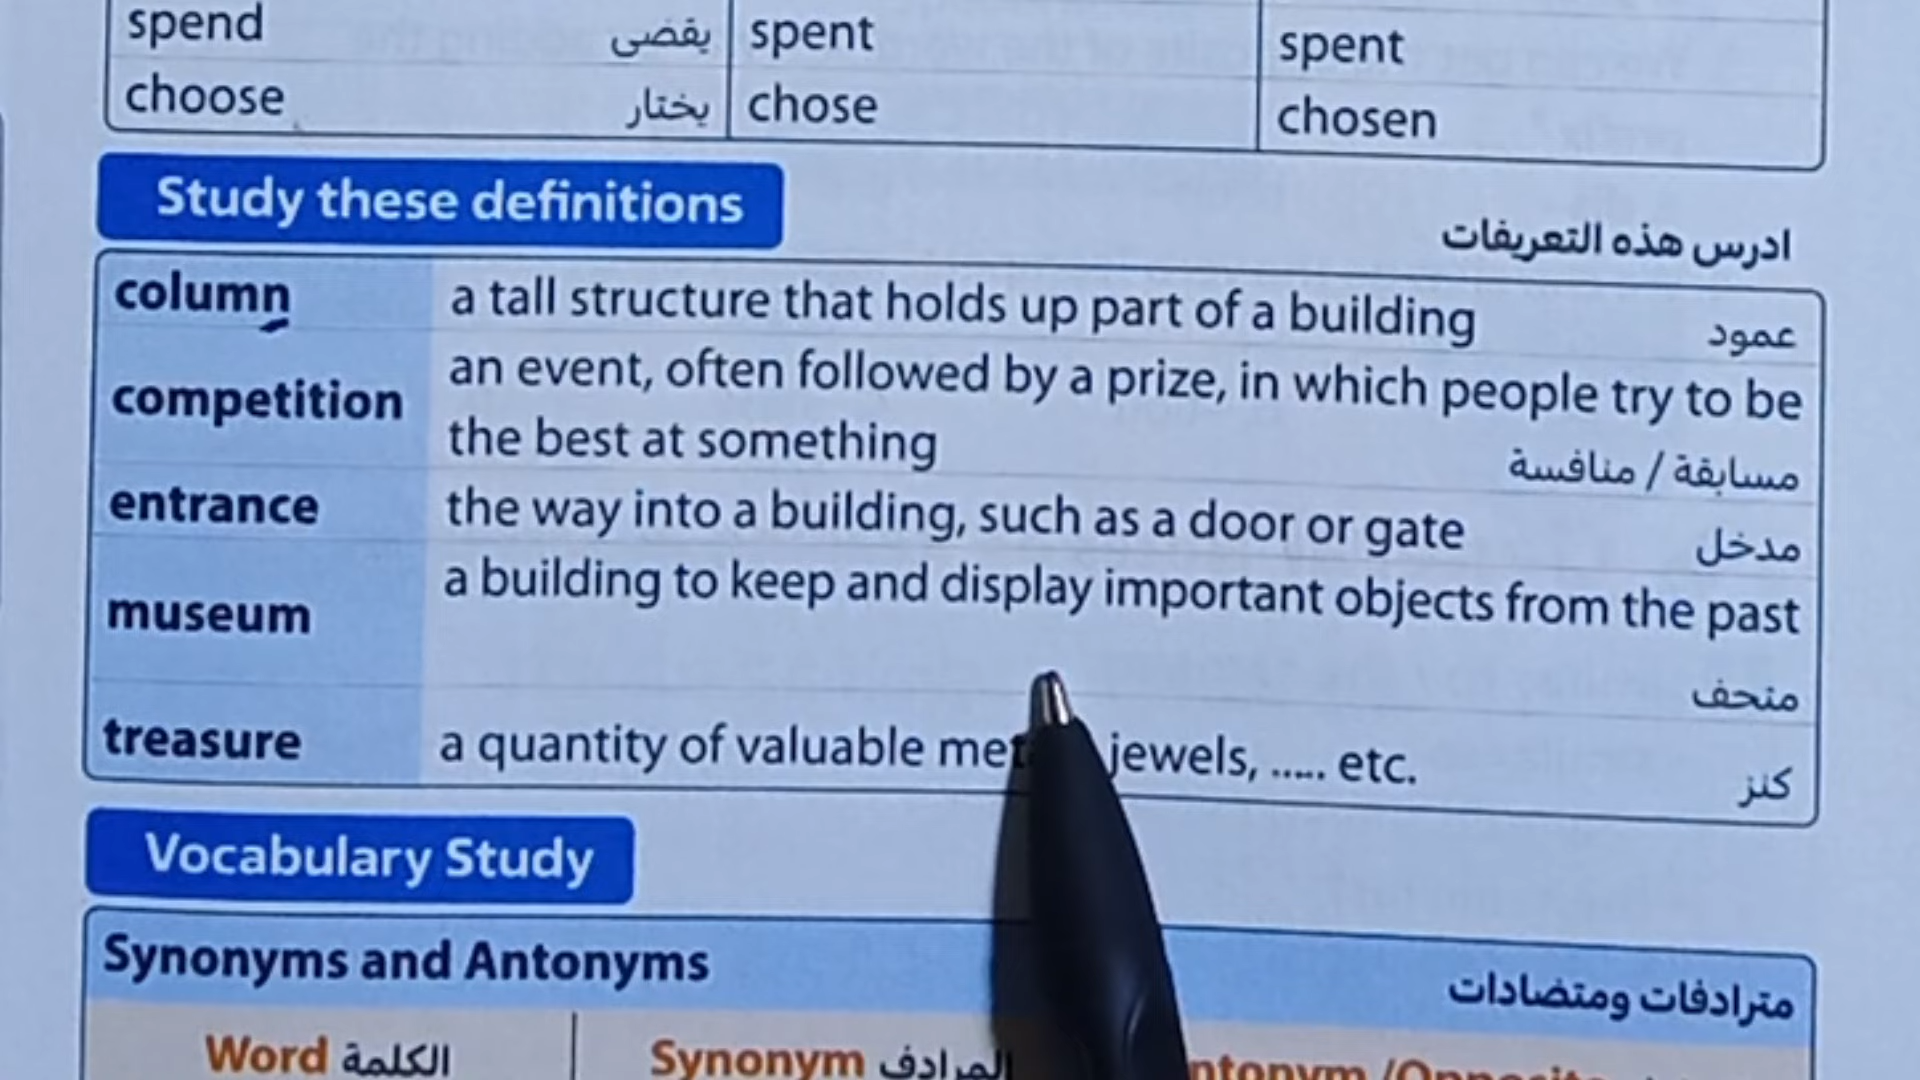 spend يقضى spent spent
choose يختار chose chosen
Study these definitions ادرس هذه التعريفات
column a tall structure that holds up part of a building عمود
competition an event, often followed by a prize, in which people try to be
the best at something مسابقة / منافسة
entrance the way into a building, such as a door or gate مدخل
museum a building to keep and display important objects from the past
متحف
treasure a quantity of valuable jewels, ..... etc. كنز
Vocabulary Study
Synonyms and Antonyms مترادفات ومتضادات
Word الكلمة Synonym المرادف